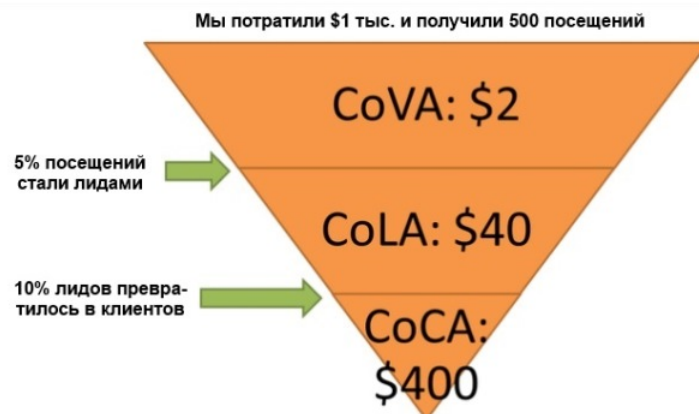 Мы потратили $1 тыс. и получили 500 посещений
CoVA: $2
5% посещений
стали лидами
CoLA: $40
10% лидов превра-
тилось в клиентов
CoCA:
$400